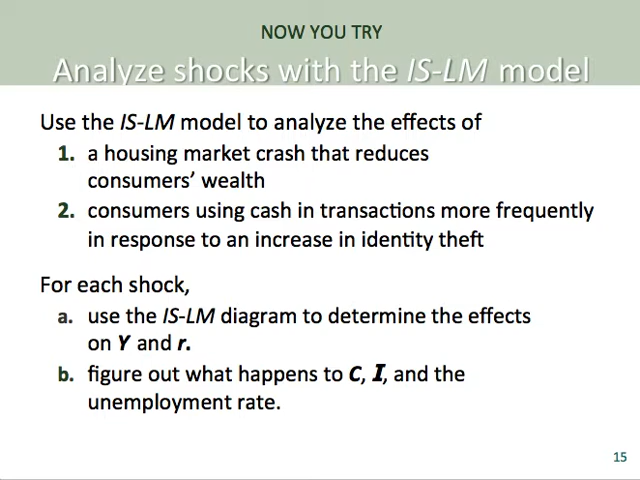 NOW YOU TRY
Analyze shocks with the IS-LM model
Use the IS-LM model to analyze the effects of
1. a housing market crash that reduces
consumers’ wealth
2. consumers using cash in transactions more frequently
in response to an increase in identity theft
For each shock,
a. use the IS-LM diagram to determine the effects
on Y and r.
b. figure out what happens to C, I, and the
unemployment rate.
15